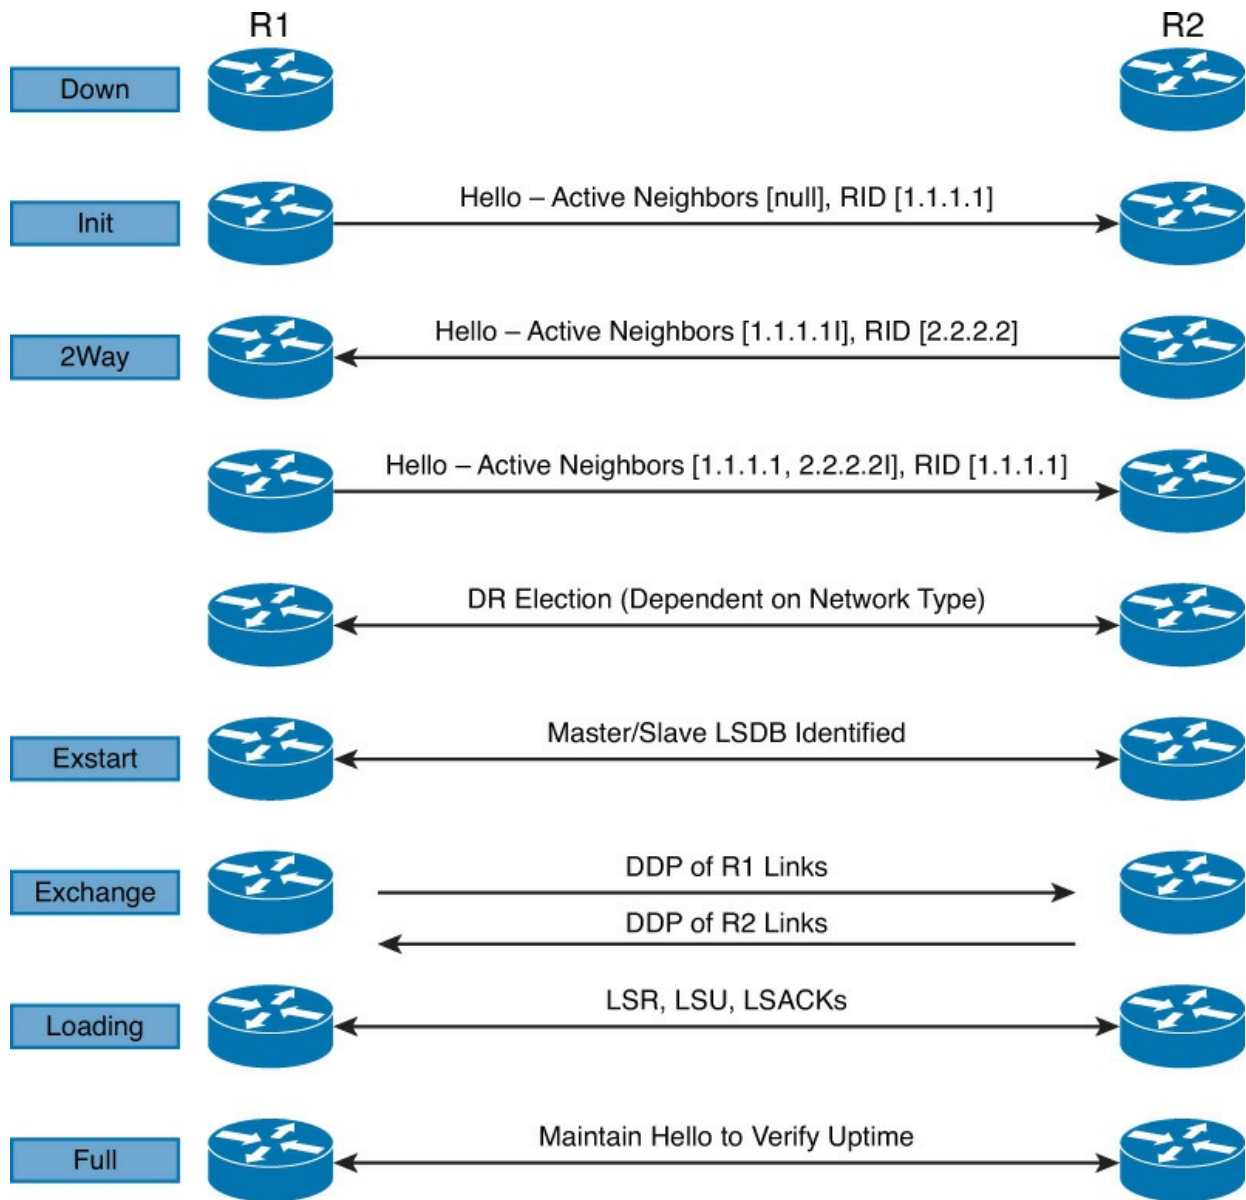 R1
R2
Down
Init
Hello – Active Neighbors [null], RID [1.1.1.1]
2Way
Hello – Active Neighbors [1.1.1.1l], RID [2.2.2.2]
Hello – Active Neighbors [1.1.1.1, 2.2.2.2l], RID [1.1.1.1]
DR Election (Dependent on Network Type)
Exstart
Master/Slave LSDB Identified
Exchange
DDP of R1 Links
DDP of R2 Links
Loading
LSR, LSU, LSACKs
Full
Maintain Hello to Verify Uptime